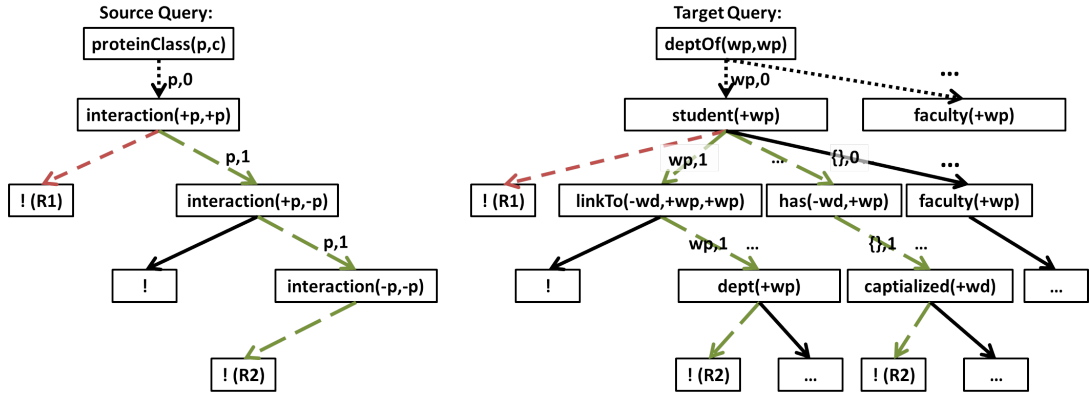 Source Query:
Target Query:
proteinClass(p,c)
deptOf(wp,wp)
p,0
wp,0
...
interaction(+p,+p)
student(+wp)
faculty(+wp)
p,1
wp,1
...
{},0
...
! (R1)
interaction(+p,-p)
! (R1)
linkTo(-wd,+wp,+wp)
has(-wd,+wp)
faculty(+wp)
p,1
wp,1
...
{},1
...
!
interaction(-p,-p)
!
dept(+wp)
captialized(+wd)
...
! (R2)
! (R2)
...
! (R2)
...